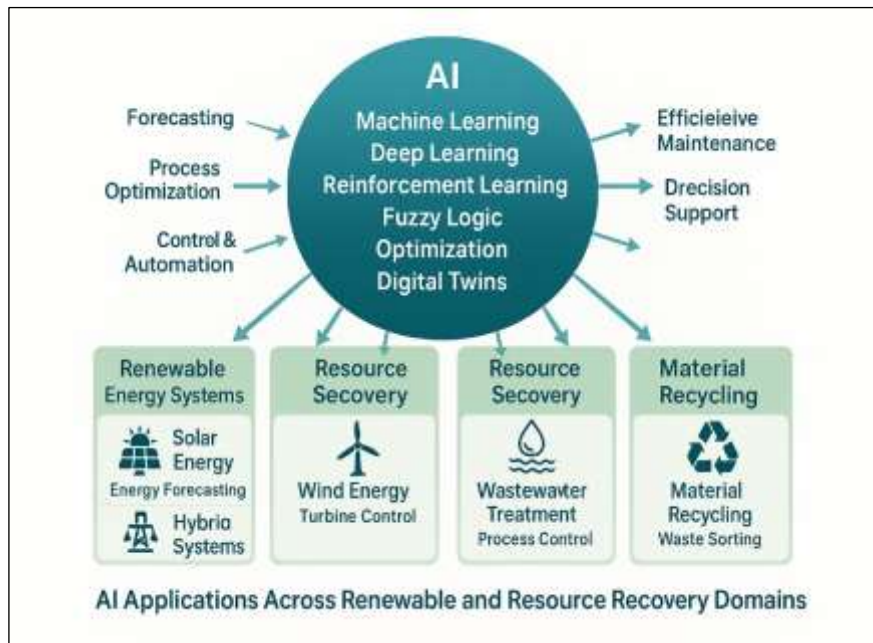 AI
Machine Learning
Deep Learning
Reinforcement Learning
Fuzzy Logic
Optimization
Digital Twins
Forecasting
Process
Optimization
Control &
Automation
Efficieieive
Maintenance
Drecision
Support
Renewable
Energy Systems
Solar
Energy
Energy Forecasting
Hybria
Systems
Resource
Secovery
Wind Energy
Turbine Control
Resource
Secovery
Wastewater
Treatment
Process Control
Material
Recycling
Material
Recycling
Waste Sorting
AI Applications Across Renewable and Resource Recovery Domains